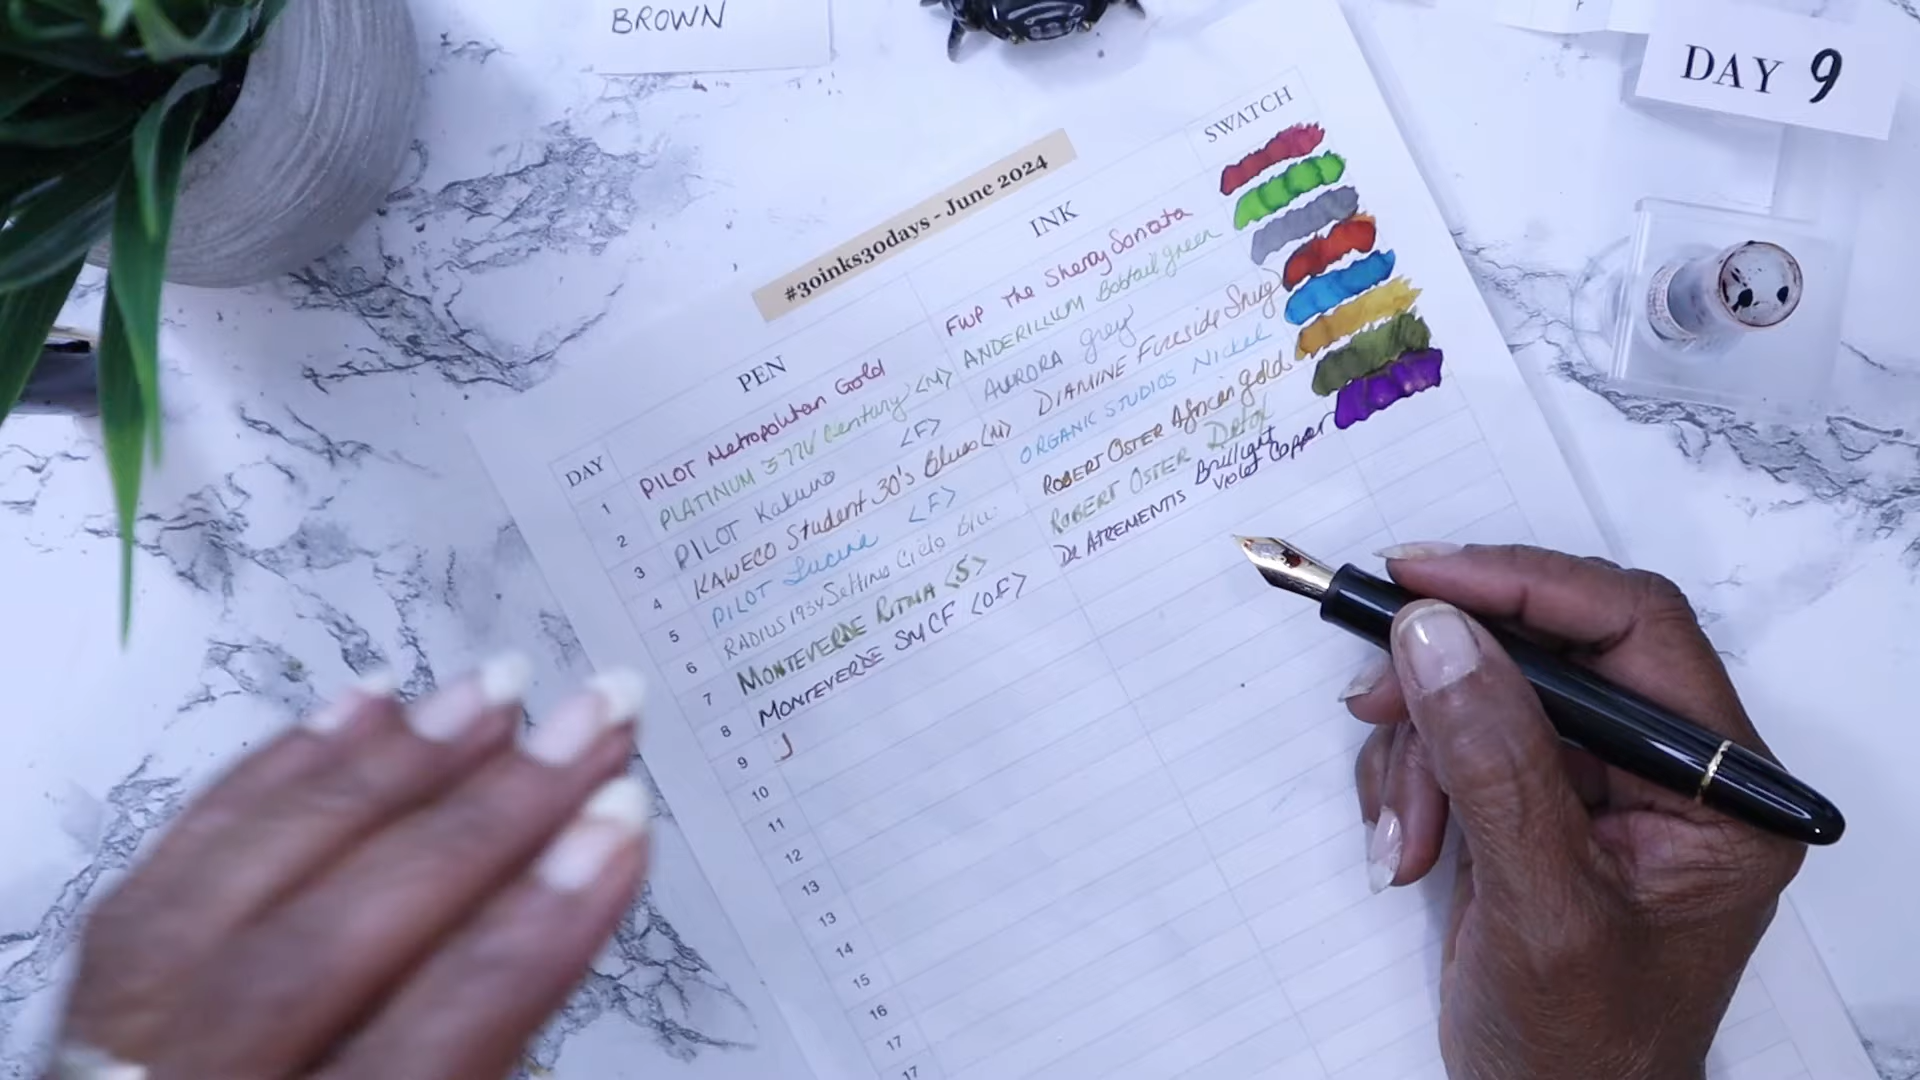 BROWN
DAY 9
#30inks30days - June 2024
DAY PEN INK SWATCH
1 PILOT Metropolitan Gold FWP The Sherry Sonata
2 PLATINUM 3776 Century <M> ANDERILLIUM Bobtail green
3 PILOT Kakuno <F> AURORA grey
4 KAWECO Student 30's Blues (M) DIAMINE Fireside Snug
5 PILOT Lucina <F> ORGANIC STUDIOS Nickel
6 RADIUS 1934 Settimo Cielo Blu ROBERT OSTER African gold
7 MONTEVERDE RITMA <S> ROBERT OSTER
8 MONTEVERDE SMCF <OF> De ATREMENTIS Brilliant Violet Copper
9 J
10
11
12
13
13
14
15
16
17
17